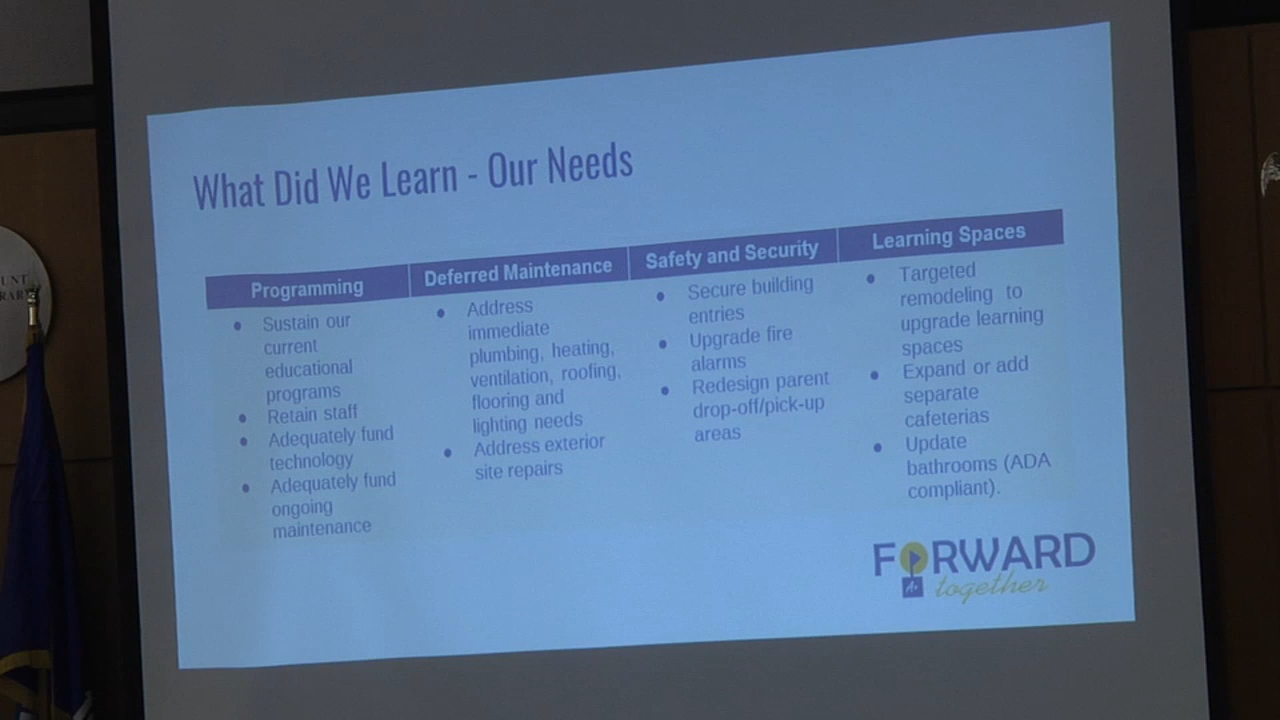 What Did We Learn - Our Needs
Programming
Sustain our
current
educational
programs
Retain staff
Adequately fund
technology
Adequately fund
ongoing
maintenance
Deferred Maintenance
Address
immediate
plumbing, heating,
ventilation, roofing,
flooring and
lighting needs
Address exterior
site repairs
Safety and Security
Secure building
entries
Upgrade fire
alarms
Redesign parent
drop-off/pick-up
areas
Learning Spaces
Targeted
remodeling to
upgrade learning
spaces
Expand or add
separate
cafeterias
Update
bathrooms (ADA
compliant).
FORWARD
A+ together